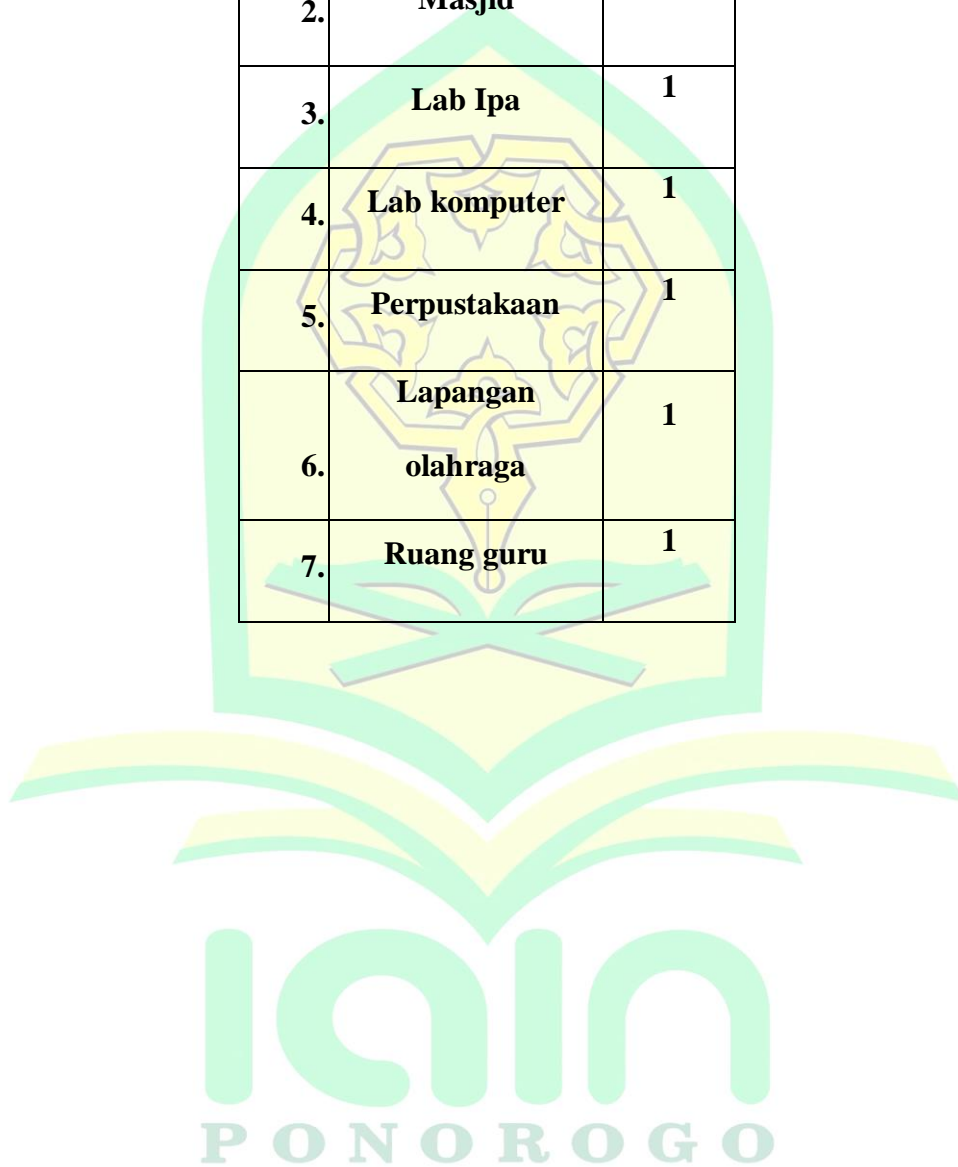 2. Masjid
3. Lab Ipa 1
4. Lab komputer 1
5. Perpustakaan 1
Lapangan
6. olahraga 1
7. Ruang guru 1
iain
PONOROGO